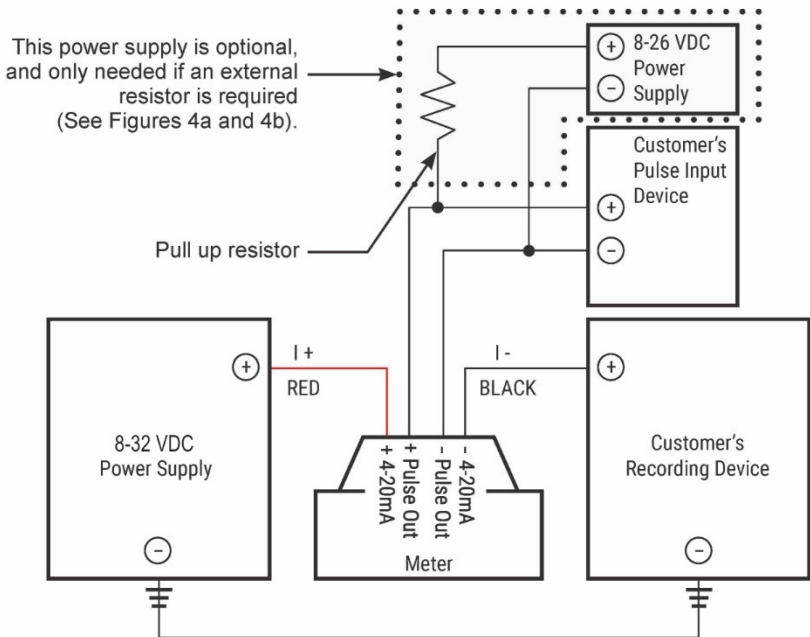 This power supply is optional,
and only needed if an external
resistor is required
(See Figures 4a and 4b).
+ 8-26 VDC
Power
- Supply
Customer's
Pulse Input
Device
+
-
Pull up resistor
I +
RED
I -
BLACK
+
8-32 VDC
Power Supply
-
+ 4-20mA
+ Pulse Out
- Pulse Out
- 4-20mA
Meter
+
Customer's
Recording Device
-